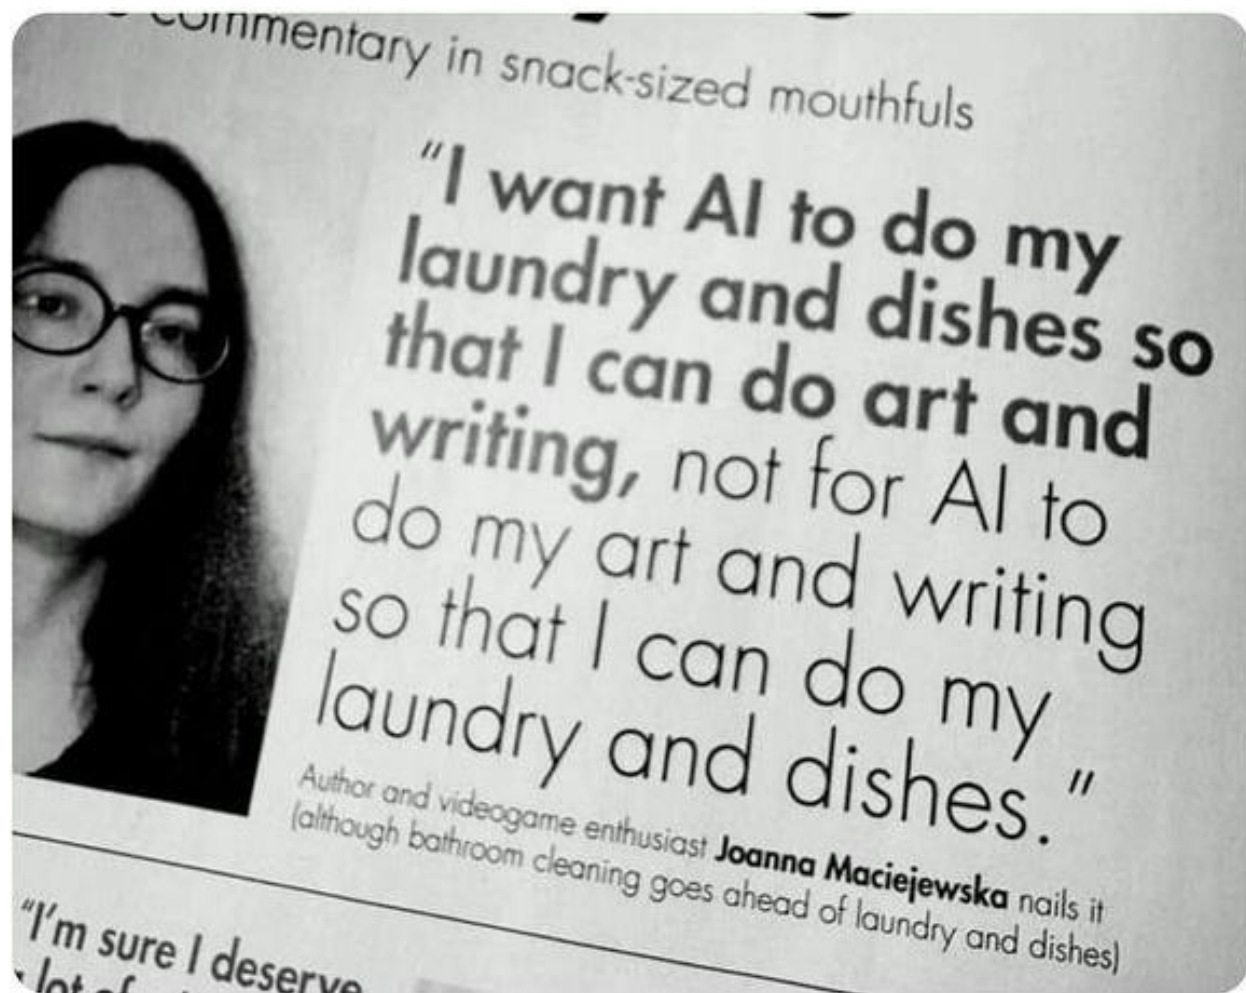 commentary in snack-sized mouthfuls
“I want AI to do my
laundry and dishes so
that I can do art and
writing, not for AI to
do my art and writing
so that I can do my
laundry and dishes.”
Author and videogame enthusiast Joanna Maciejewska nails it
(although bathroom cleaning goes ahead of laundry and dishes)
“I’m sure I deserve
lot of